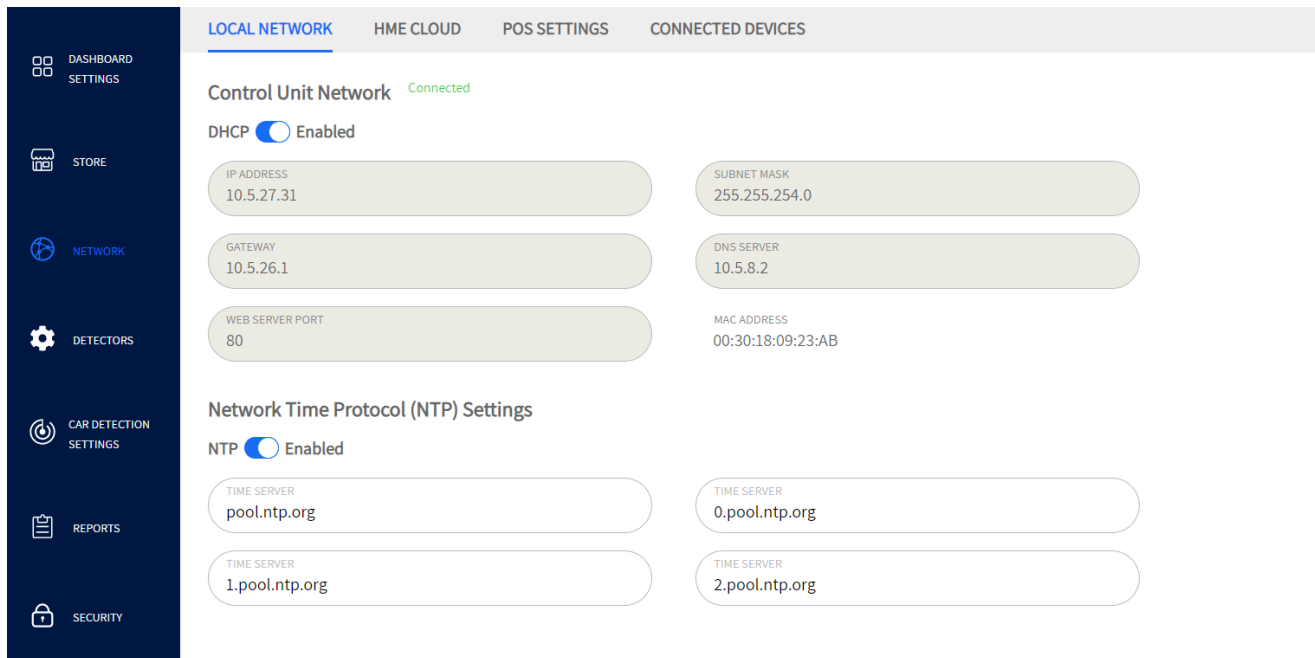 LOCAL NETWORK HME CLOUD POS SETTINGS CONNECTED DEVICES
DASHBOARD
SETTINGS
STORE
NETWORK
DETECTORS
CAR DETECTION
SETTINGS
REPORTS
SECURITY
Control Unit Network Connected
DHCP Enabled
IP ADDRESS
10.5.27.31
SUBNET MASK
255.255.254.0
GATEWAY
10.5.26.1
DNS SERVER
10.5.8.2
WEB SERVER PORT
80
MAC ADDRESS
00:30:18:09:23:AB
Network Time Protocol (NTP) Settings
NTP Enabled
TIME SERVER
pool.ntp.org
TIME SERVER
0.pool.ntp.org
TIME SERVER
1.pool.ntp.org
TIME SERVER
2.pool.ntp.org